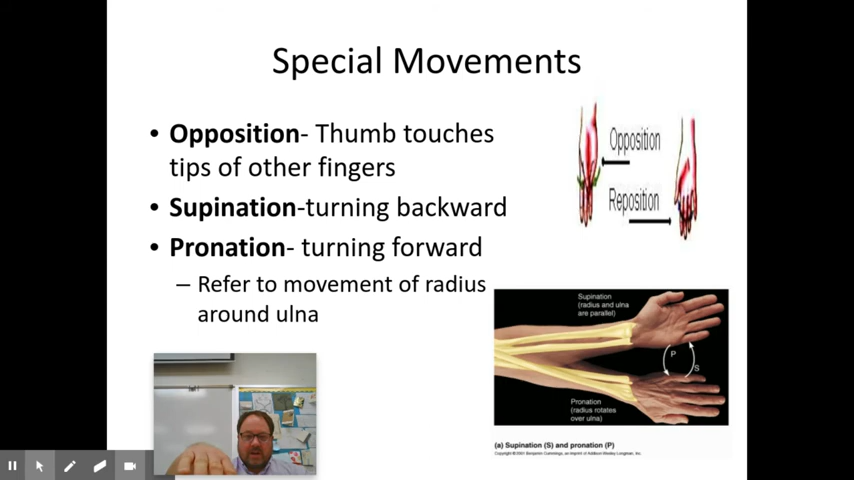 Special Movements
• Opposition- Thumb touches
tips of other fingers
• Supination-turning backward
• Pronation- turning forward
– Refer to movement of radius
around ulna
Opposition
Reposition
Supination
(radius and ulna
are parallel)
P
S
Pronation
(radius rotates
over ulna)
(a) Supination (S) and pronation (P)
Copyright © 2001 Benjamin Cummings, an imprint of Addison Wesley Longman, Inc.